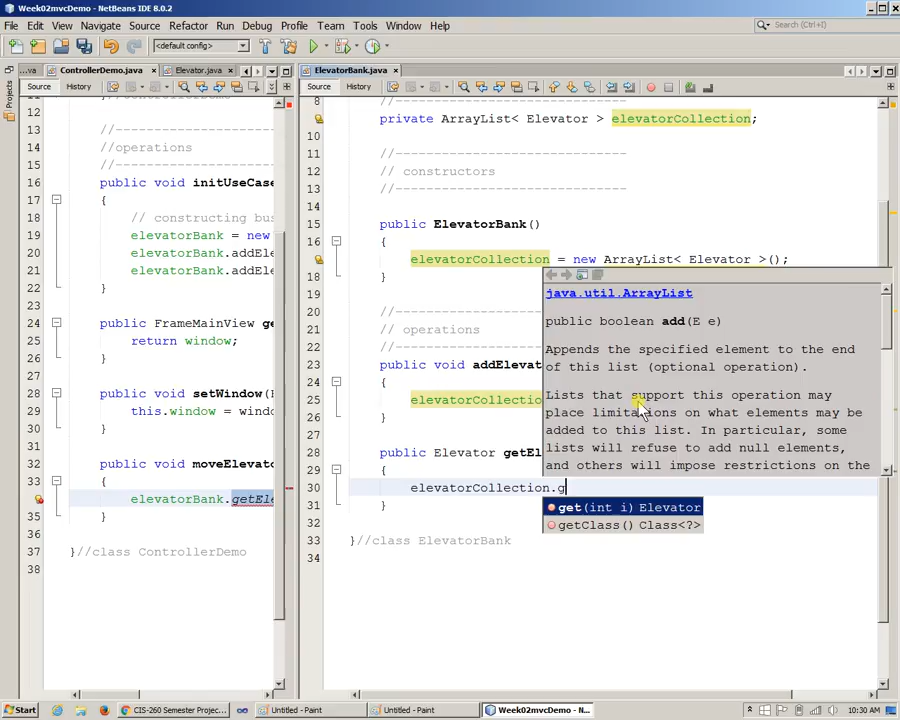 Week02mvcDemo - NetBeans IDE 8.0.2
File Edit View Navigate Source Refactor Run Debug Profile Team Tools Window Help
Search (Ctrl+I)
<default config>
...va ControllerDemo.java Elevator.java ElevatorBank.java
Projects
Source History
Source History
12
13 //---------------------
14 //operations
15 //---------------------
16 public void initUseCase
17 {
18 // constructing bus
19 elevatorBank = new
20 elevatorBank.addEle
21 elevatorBank.addEle
22 }
23
24 public FrameMainView ge
25 return window;
26 }
27
28 public void setWindow(F
29 this.window = windo
30 }
31
32 public void moveElevato
33 {
elevatorBank.getEle
35 }
36
37 }//class ControllerDemo
38
8 //-------------------------------
private ArrayList< Elevator > elevatorCollection;
10
11 //-------------------------------
12 // constructors
13 //-------------------------------
14
15 public ElevatorBank()
16 {
elevatorCollection = new ArrayList< Elevator >();
18 }
19
20 //-------------------------------
21 // operations
22 //-------------------------------
23 public void addElevat
24 {
25 elevatorCollectio
26 }
27
28 public Elevator getEl
29 {
30 elevatorCollection.g
31 }
32
33 }//class ElevatorBank
34
java.util.ArrayList
public boolean add(E e)
Appends the specified element to the end
of this list (optional operation).
Lists that support this operation may
place limitations on what elements may be
added to this list. In particular, some
lists will refuse to add null elements,
and others will impose restrictions on the
get(int i) Elevator
getClass() Class<?>
Start CIS-260 Semester Projec... Untitled - Paint Untitled - Paint Week02mvcDemo - N... 10:30 AM